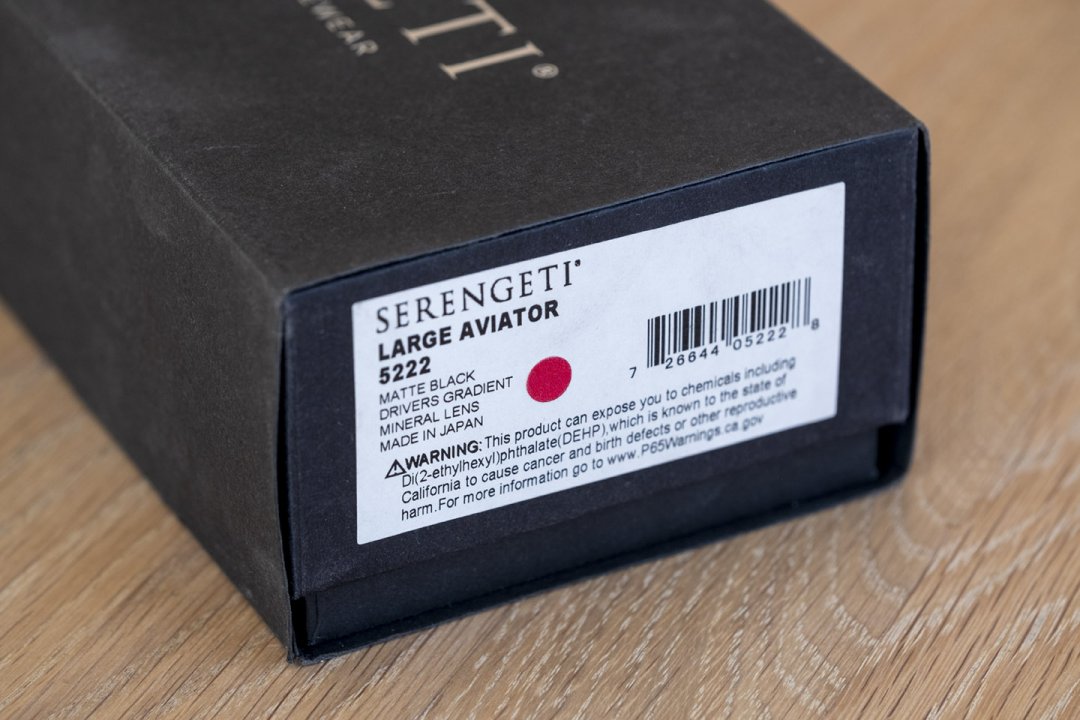 ETI®
EWEAR
SERENGETI®
LARGE AVIATOR
5222
MATTE BLACK
DRIVERS GRADIENT
MINERAL LENS
MADE IN JAPAN
7 26644 05222 8
⚠WARNING: This product can expose you to chemicals including
Di(2-ethylhexyl)phthalate(DEHP),which is known to the state of
California to cause cancer and birth defects or other reproductive
harm.For more information go to www.P65Warnings.ca.gov